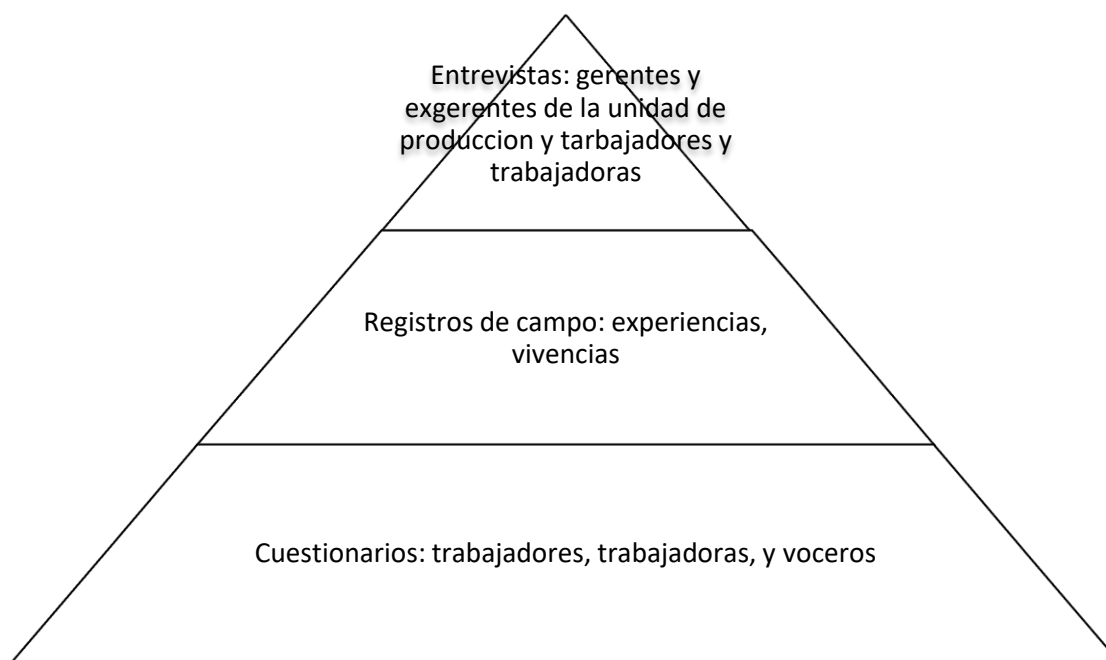 Entrevistas: gerentes y
exgerentes de la unidad de
produccion y tarbajadores y
trabajadoras
Registros de campo: experiencias,
vivencias
Cuestionarios: trabajadores, trabajadoras, y voceros